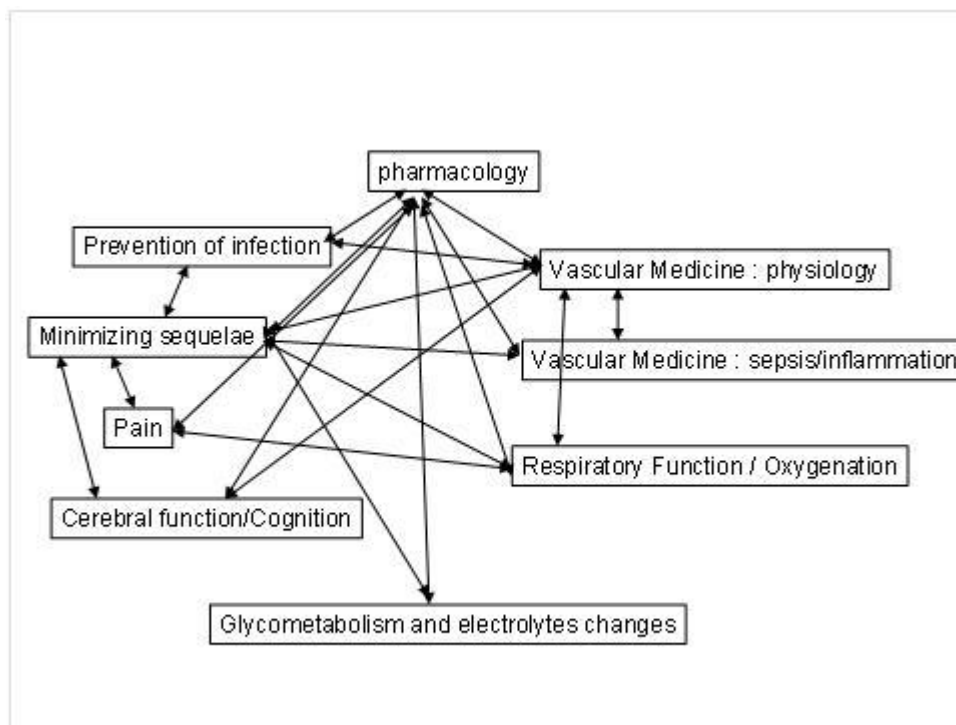 pharmacology
Prevention of infection
Vascular Medicine : physiology
Minimizing sequelae
Vascular Medicine : sepsis/inflammation
Pain
Respiratory Function / Oxygenation
Cerebral function/Cognition
Glycometabolism and electrolytes changes